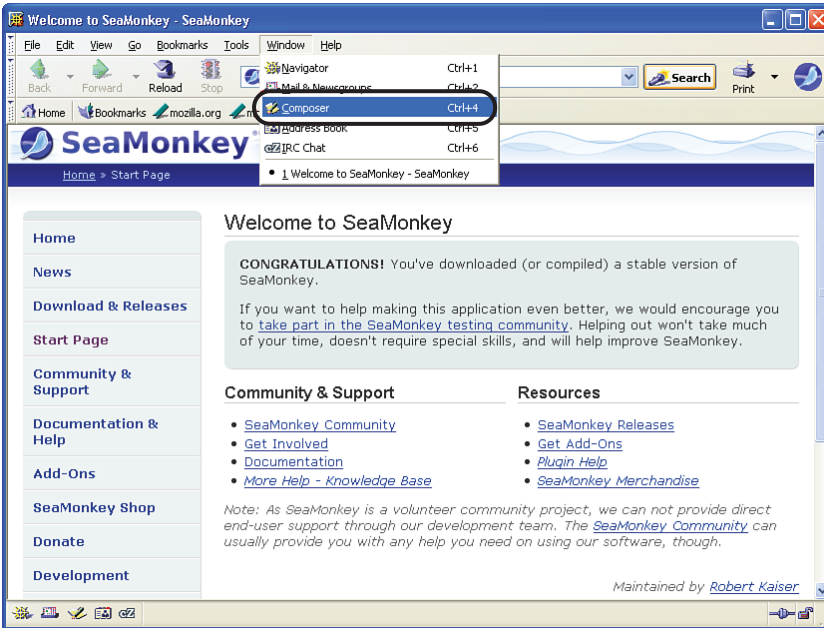 Welcome to SeaMonkey - SeaMonkey
File Edit View Go Bookmarks Tools Window Help
Back Forward Reload Stop Search Print
Navigator Ctrl+1
Mail & Newsgroups Ctrl+2
Composer Ctrl+4
Address Book Ctrl+5
IRC Chat Ctrl+6
1 Welcome to SeaMonkey - SeaMonkey
Home Bookmarks mozilla.org
SeaMonkey
Home » Start Page
Home
News
Download & Releases
Start Page
Community &
Support
Documentation &
Help
Add-Ons
SeaMonkey Shop
Donate
Development
Welcome to SeaMonkey
CONGRATULATIONS! You've downloaded (or compiled) a stable version of
SeaMonkey.
If you want to help making this application even better, we would encourage you
to take part in the SeaMonkey testing community. Helping out won't take much
of your time, doesn't require special skills, and will help improve SeaMonkey.
Community & Support
• SeaMonkey Community
• Get Involved
• Documentation
• More Help - Knowledge Base
Resources
• SeaMonkey Releases
• Get Add-Ons
• Plugin Help
• SeaMonkey Merchandise
Note: As SeaMonkey is a volunteer community project, we can not provide direct
end-user support through our development team. The SeaMonkey Community can
usually provide you with any help you need on using our software, though.
Maintained by Robert Kaiser